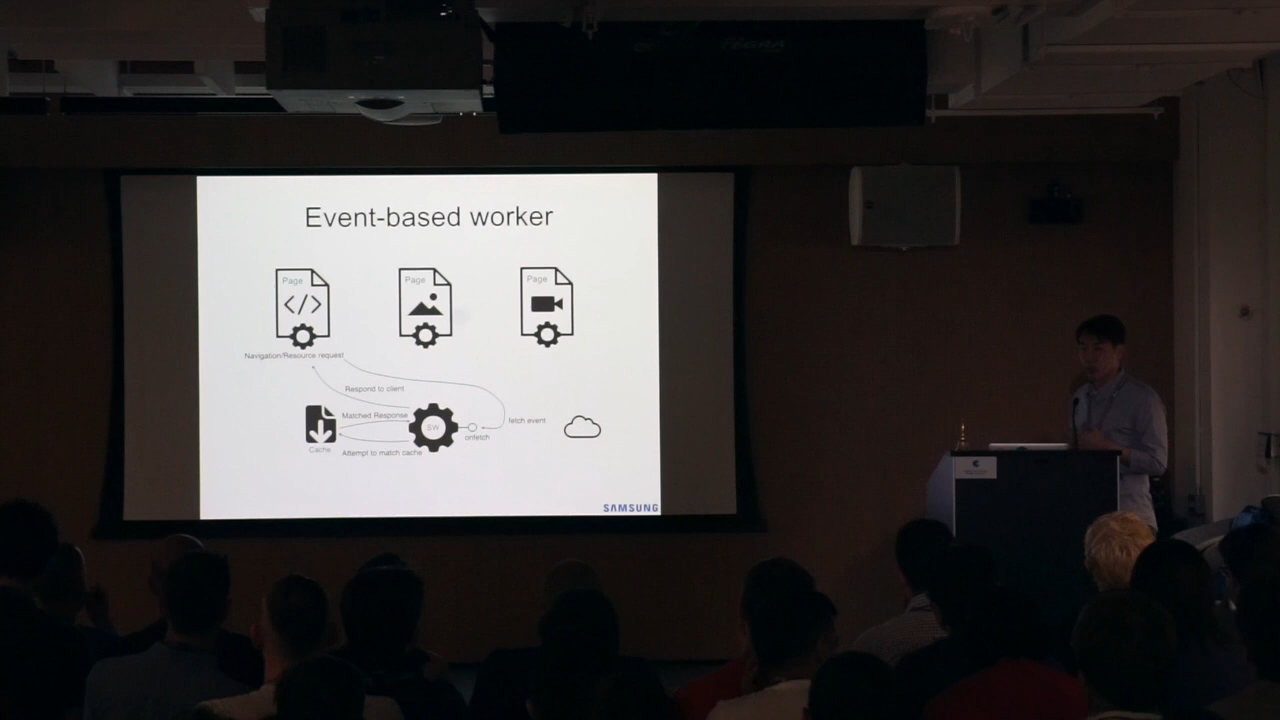 Event-based worker
Page
Page
Page
</>
Navigation/Resource request
Respond to client
Matched Response
SW
fetch event
onfetch
Cache
Attempt to match cache
SAMSUNG